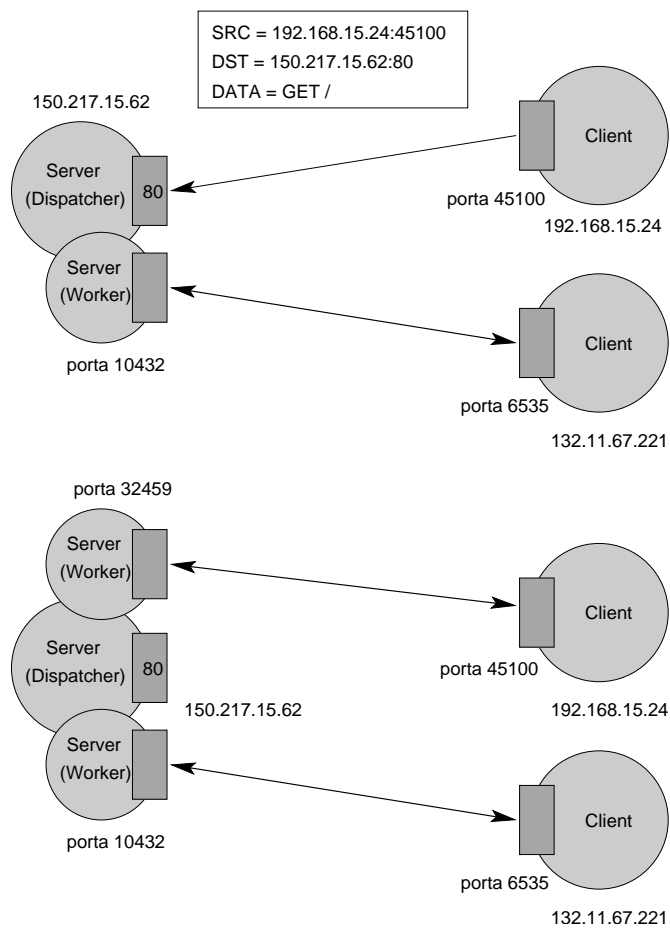 SRC = 192.168.15.24:45100
DST = 150.217.15.62:80
DATA = GET /
150.217.15.62
Server
(Dispatcher)
80
Client
porta 45100
192.168.15.24
Server
(Worker)
porta 10432
Client
porta 6535
132.11.67.221
porta 32459
Server
(Worker)
Client
porta 45100
192.168.15.24
Server
(Dispatcher)
80
150.217.15.62
Server
(Worker)
porta 10432
Client
porta 6535
132.11.67.221